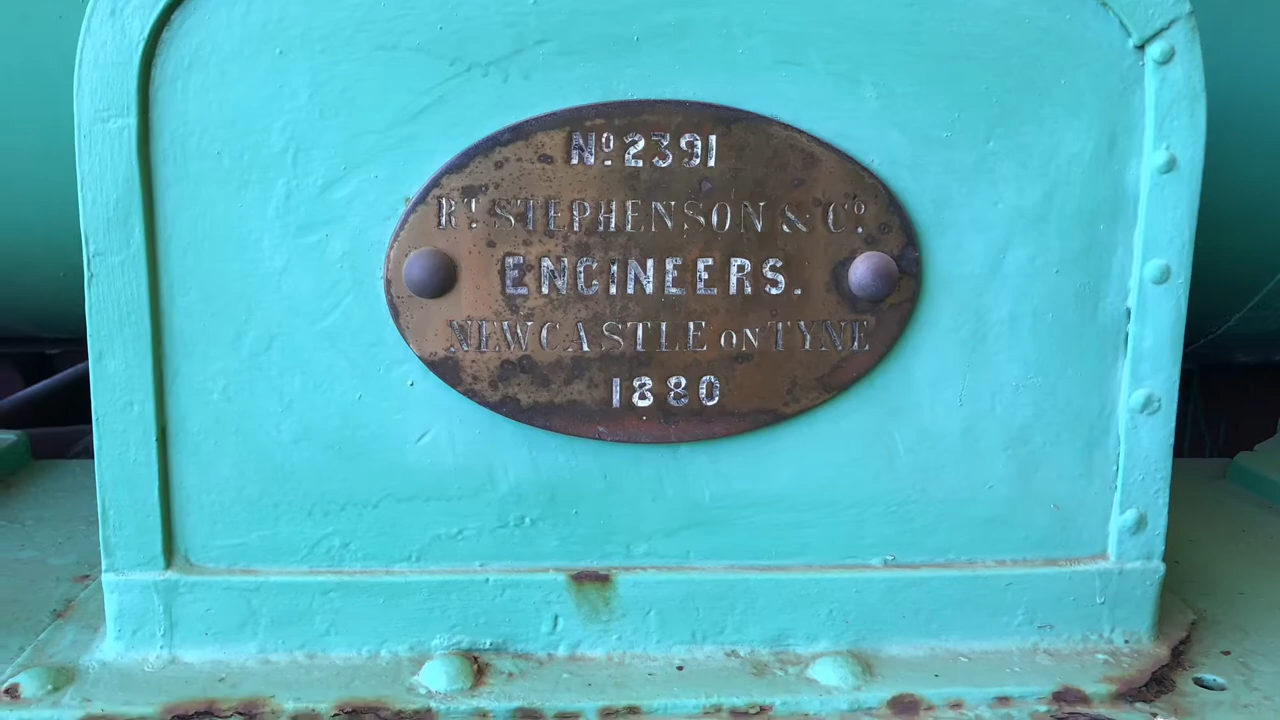 Nº 2391
RT STEPHENSON & Cº
ENGINEERS.
NEWCASTLE ON TYNE
1880